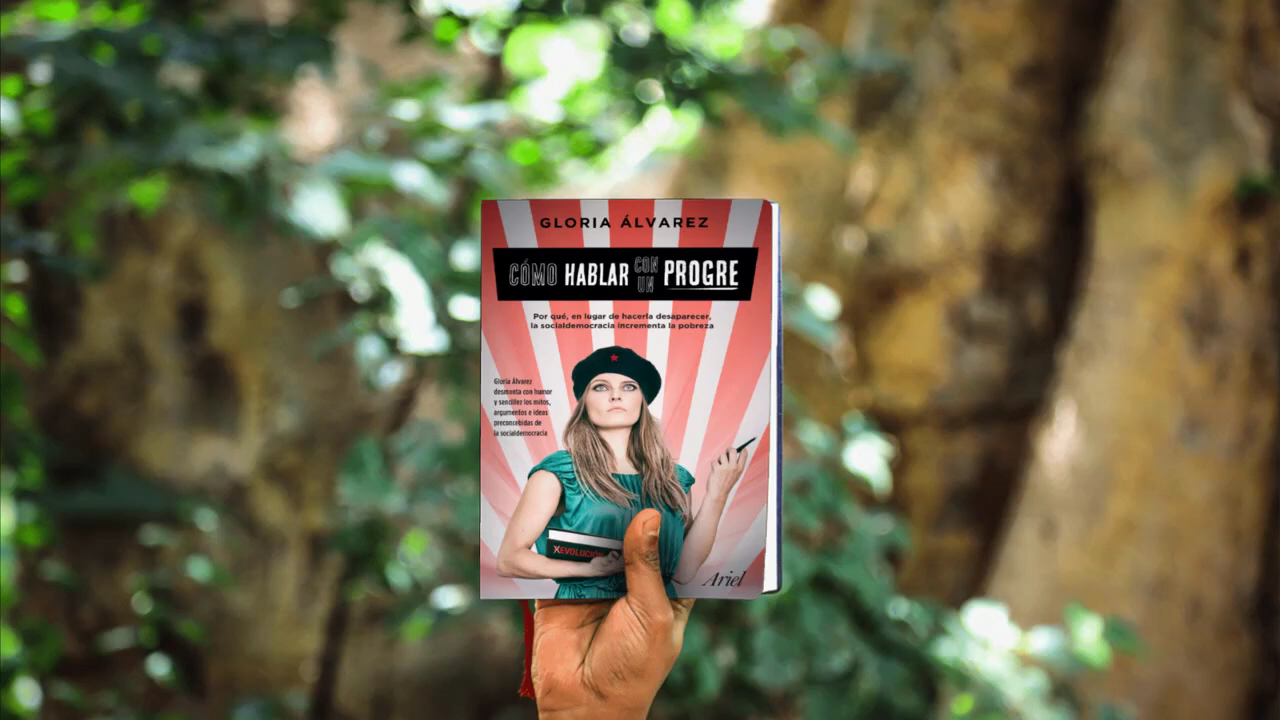 GLORIA ÁLVAREZ
CÓMO HABLAR CON UN PROGRE
Por qué, en lugar de hacerla desaparecer,
la socialdemocracia incrementa la pobreza
Gloria Álvarez
desmonta con humor
y sencillez los mitos,
argumentos e ideas
preconcebidas de
la socialdemocracia
XEVOLUCIÓN
Ariel